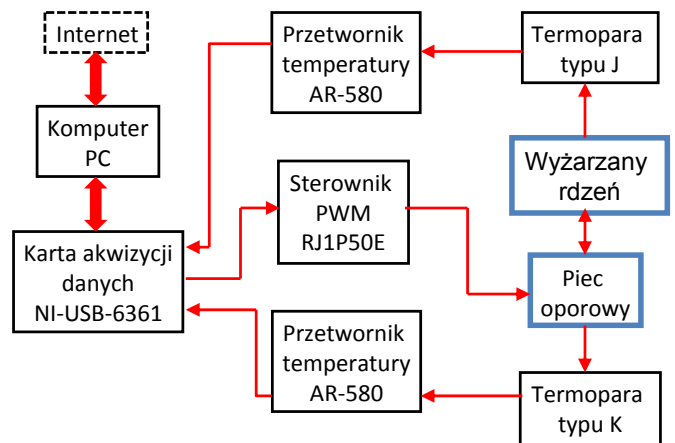 Internet
Komputer
PC
Karta akwizycji
danych
NI-USB-6361
Przetwornik
temperatury
AR-580
Sterownik
PWM
RJ1P50E
Przetwornik
temperatury
AR-580
Termopara
typu J
Wyżarzany
rdzeń
Piec
oporowy
Termopara
typu K